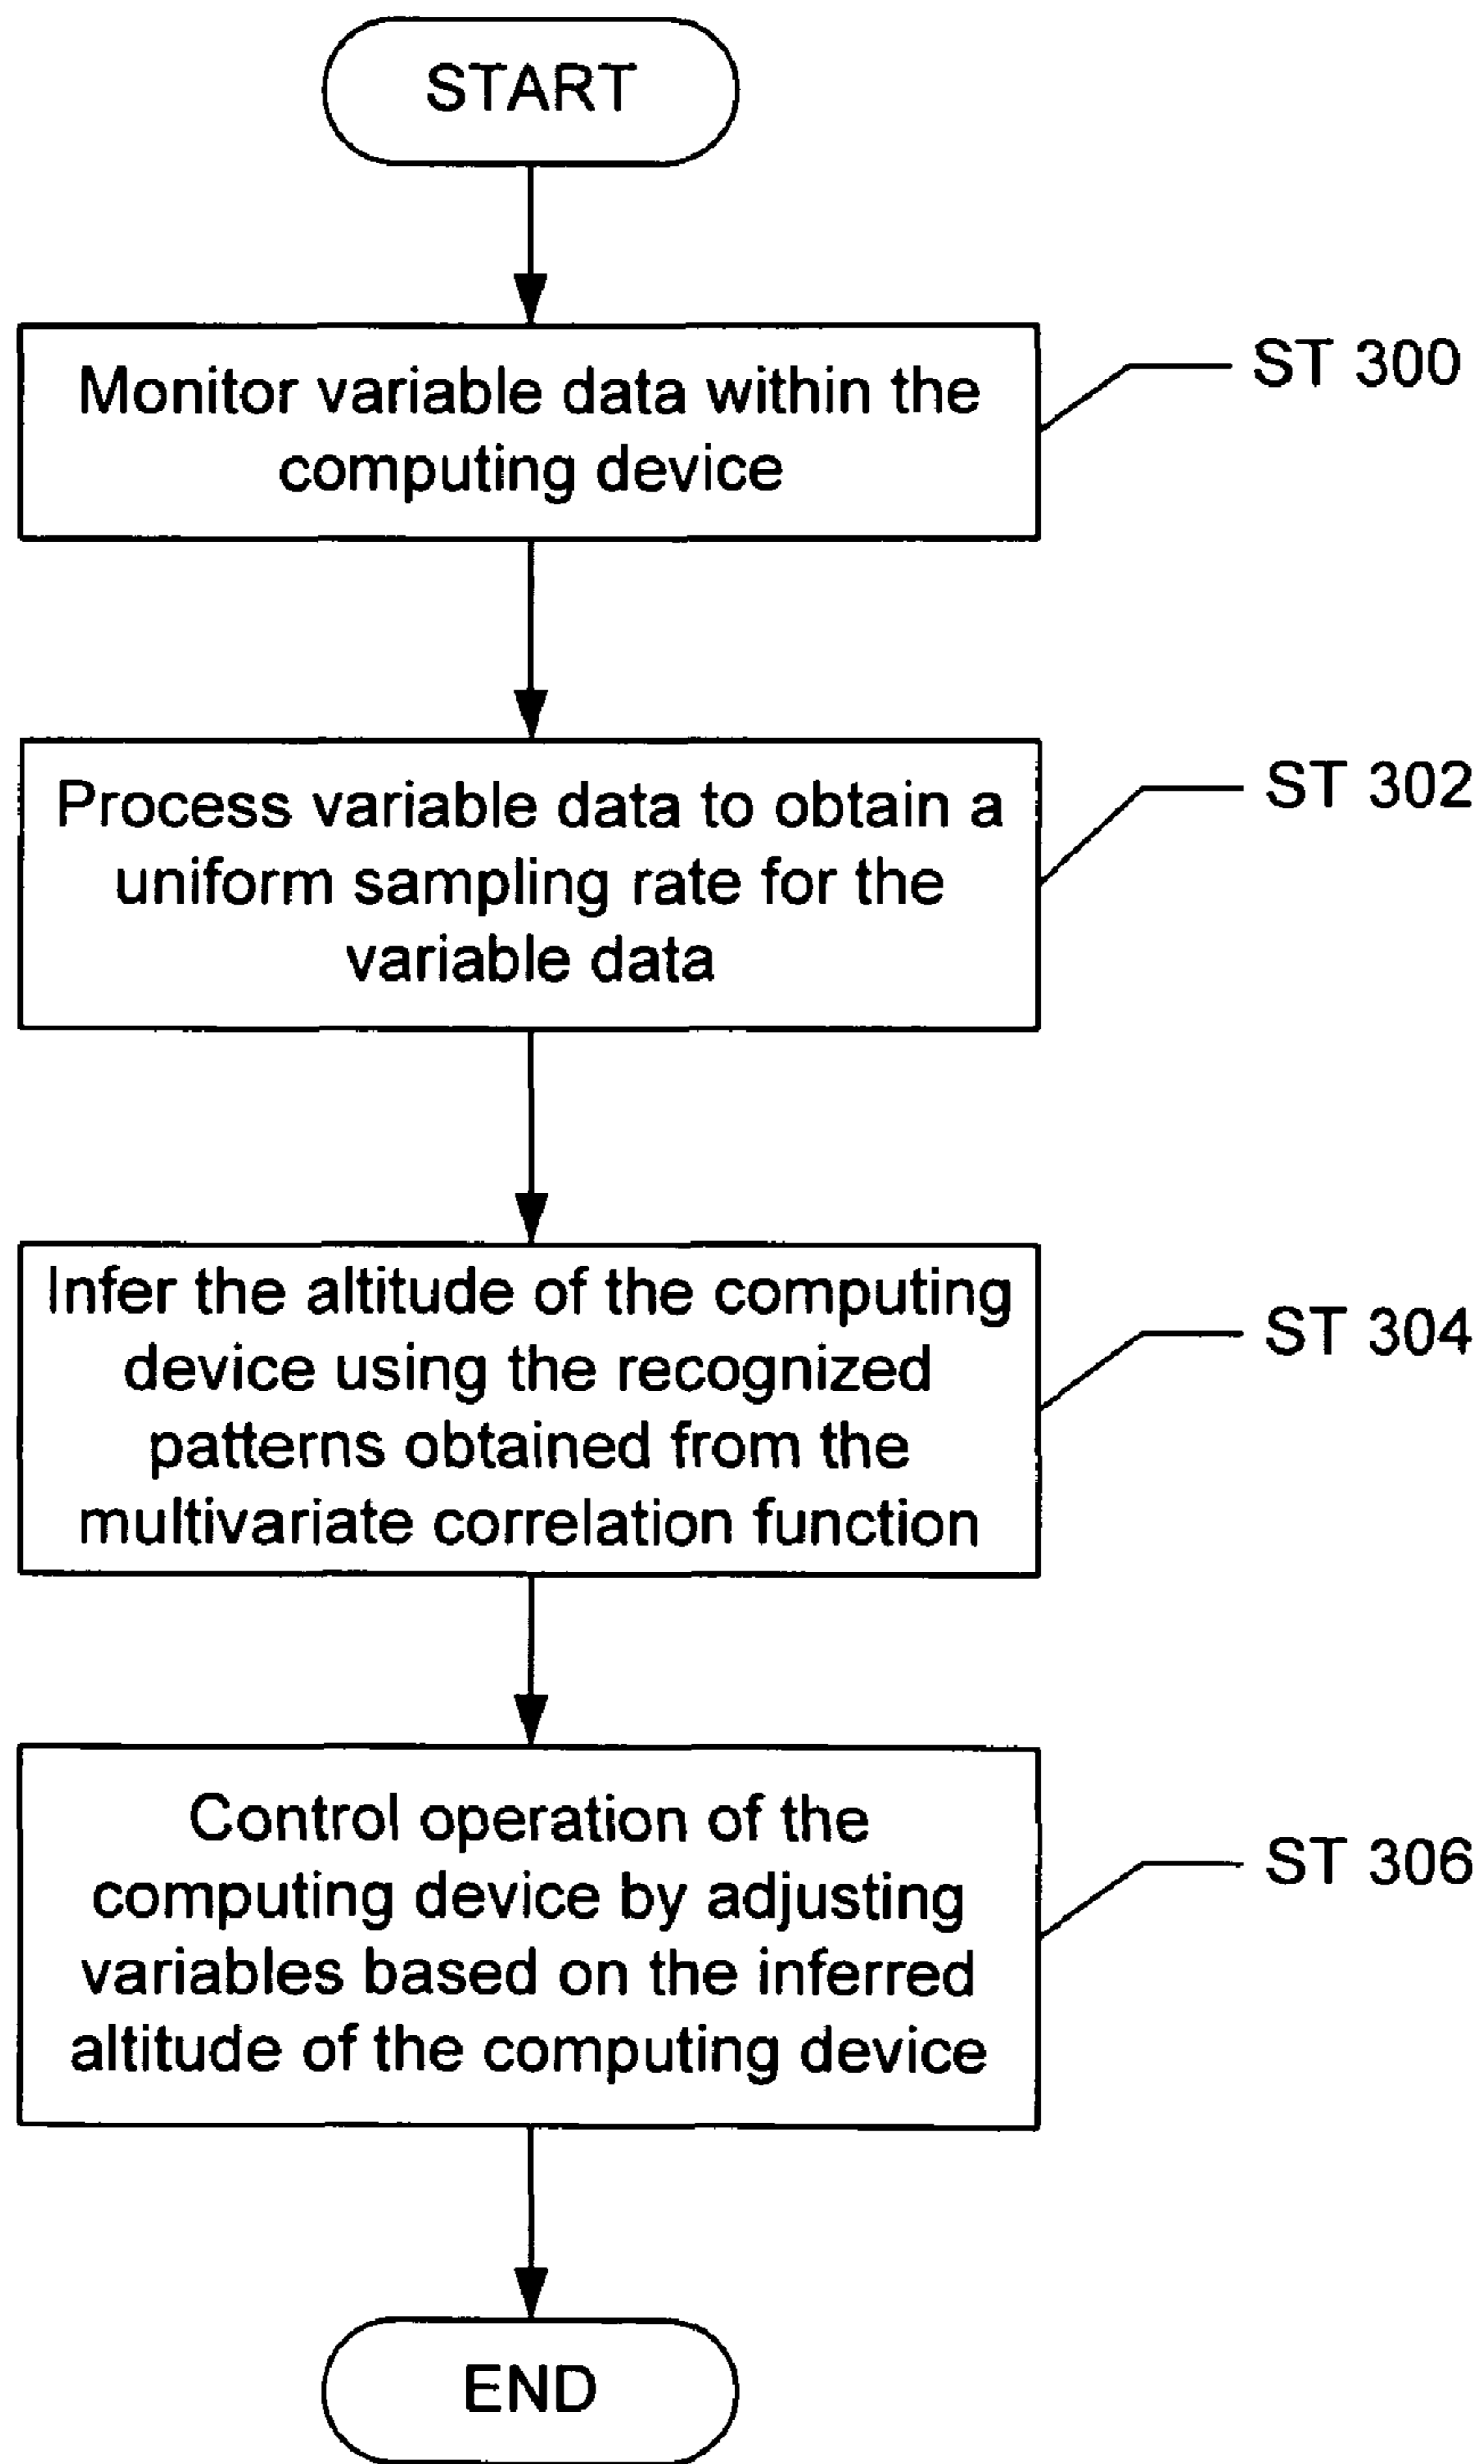 START
Monitor variable data within the
computing device
ST 300
Process variable data to obtain a
uniform sampling rate for the
variable data
ST 302
Infer the altitude of the computing
device using the recognized
patterns obtained from the
multivariate correlation function
ST 304
Control operation of the
computing device by adjusting
variables based on the inferred
altitude of the computing device
ST 306
END